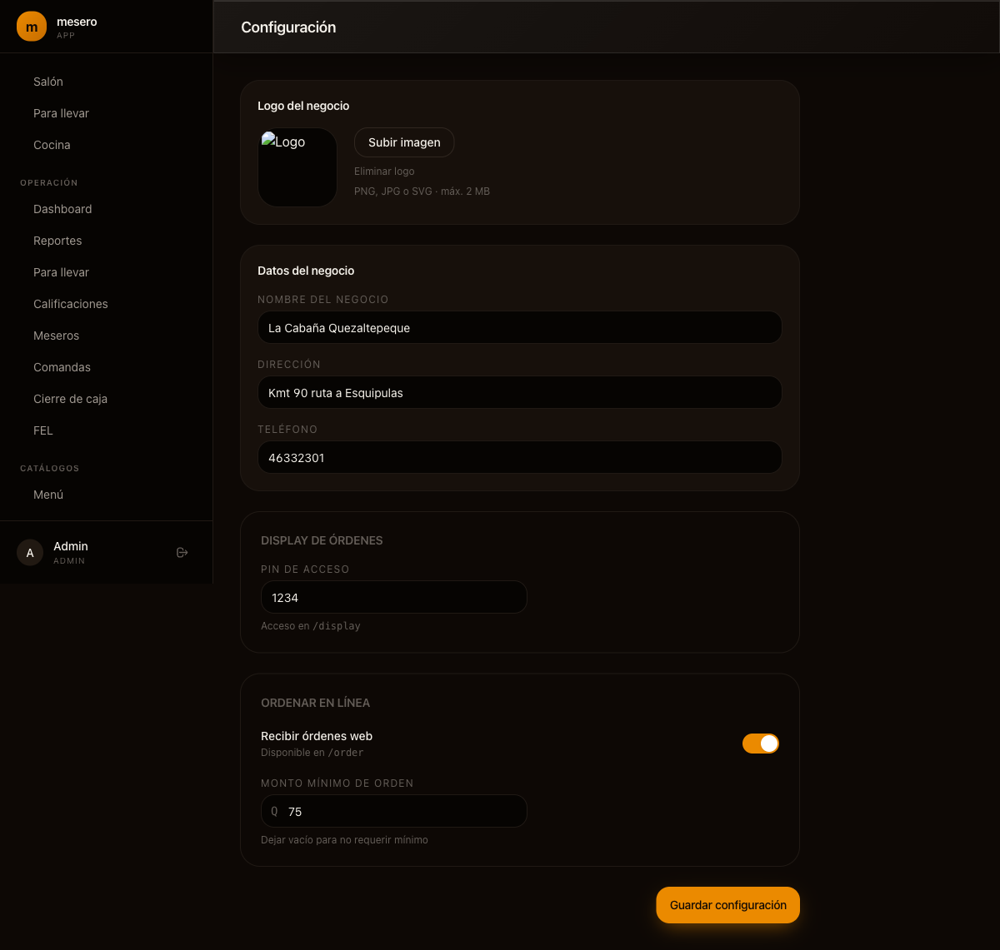 m
mesero
APP
Configuración
Salón
Para llevar
Cocina
OPERACIÓN
Dashboard
Reportes
Para llevar
Calificaciones
Meseros
Comandas
Cierre de caja
FEL
CATÁLOGOS
Menú
A
Admin
ADMIN
Logo del negocio
Logo
Subir imagen
Eliminar logo
PNG, JPG o SVG · máx. 2 MB
Datos del negocio
NOMBRE DEL NEGOCIO
La Cabaña Quezaltepeque
DIRECCIÓN
Kmt 90 ruta a Esquipulas
TELÉFONO
46332301
DISPLAY DE ÓRDENES
PIN DE ACCESO
1234
Acceso en /display
ORDENAR EN LÍNEA
Recibir órdenes web
Disponible en /order
MONTO MÍNIMO DE ORDEN
Q 75
Dejar vacío para no requerir mínimo
Guardar configuración